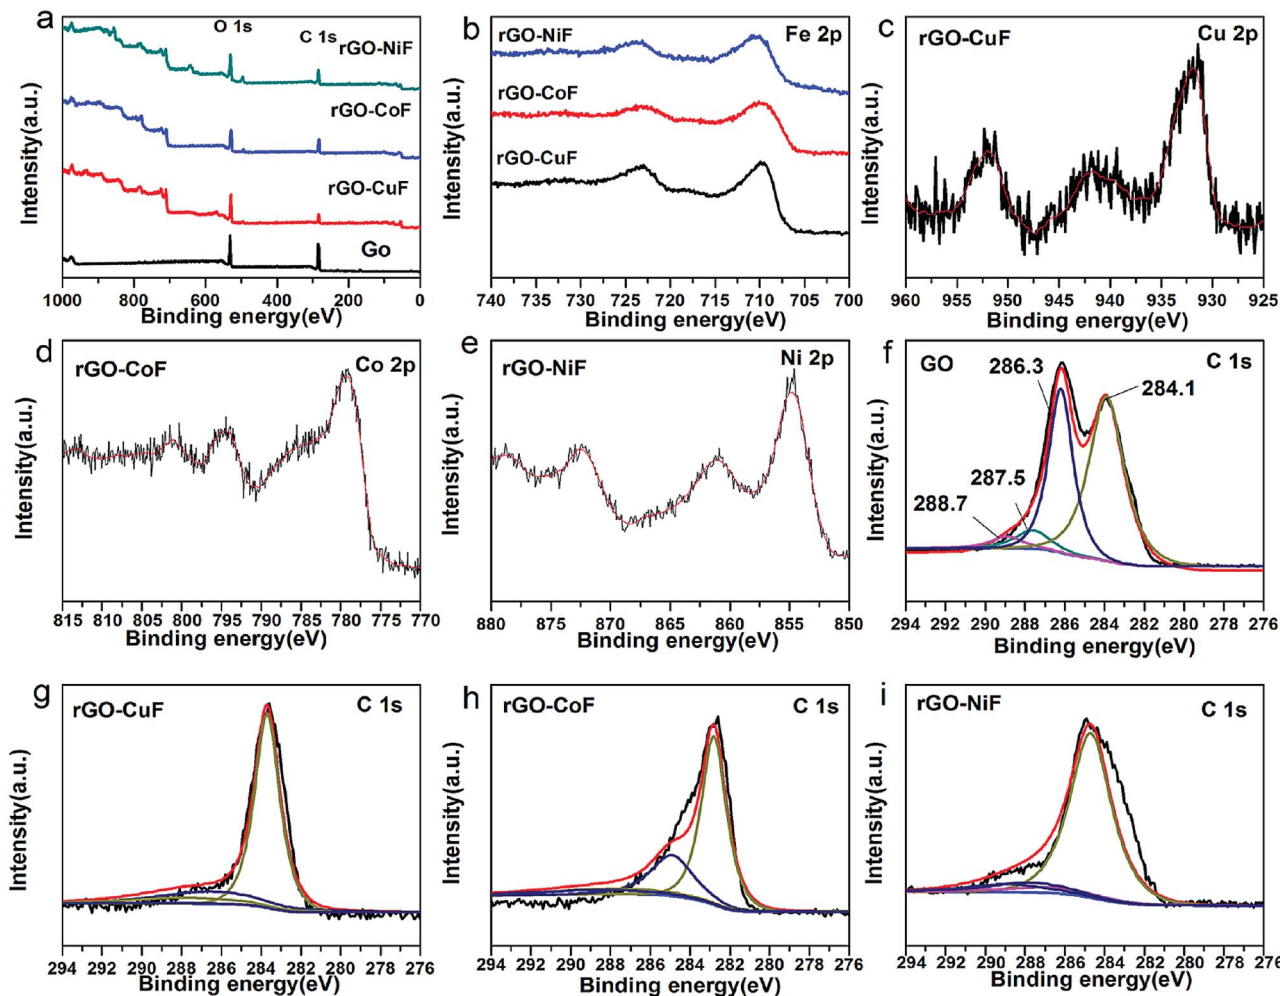 a
O 1s
C 1s
rGO-NiF
rGO-CoF
rGO-CuF
Go
Intensity(a.u.)
1000 800 600 400 200 0
Binding energy(eV)
b
rGO-NiF
Fe 2p
rGO-CoF
rGO-CuF
Intensity(a.u.)
740 735 730 725 720 715 710 705 700
Binding energy(eV)
c
rGO-CuF
Cu 2p
Intensity(a.u.)
960 955 950 945 940 935 930 925
Binding energy(eV)
d
rGO-CoF
Co 2p
Intensity(a.u.)
815 810 805 800 795 790 785 780 775 770
Binding energy(eV)
e
rGO-NiF
Ni 2p
Intensity(a.u.)
880 875 870 865 860 855 850
Binding energy(eV)
f
GO
C 1s
286.3
284.1
287.5
288.7
Intensity(a.u.)
294 292 290 288 286 284 282 280 278 276
Binding energy(eV)
g
rGO-CuF
C 1s
Intensity(a.u.)
294 292 290 288 286 284 282 280 278 276
Binding energy(eV)
h
rGO-CoF
C 1s
Intensity(a.u.)
294 292 290 288 286 284 282 280 278 276
Binding energy(eV)
i
rGO-NiF
C 1s
Intensity(a.u.)
294 292 290 288 286 284 282 280 278 276
Binding energy(eV)